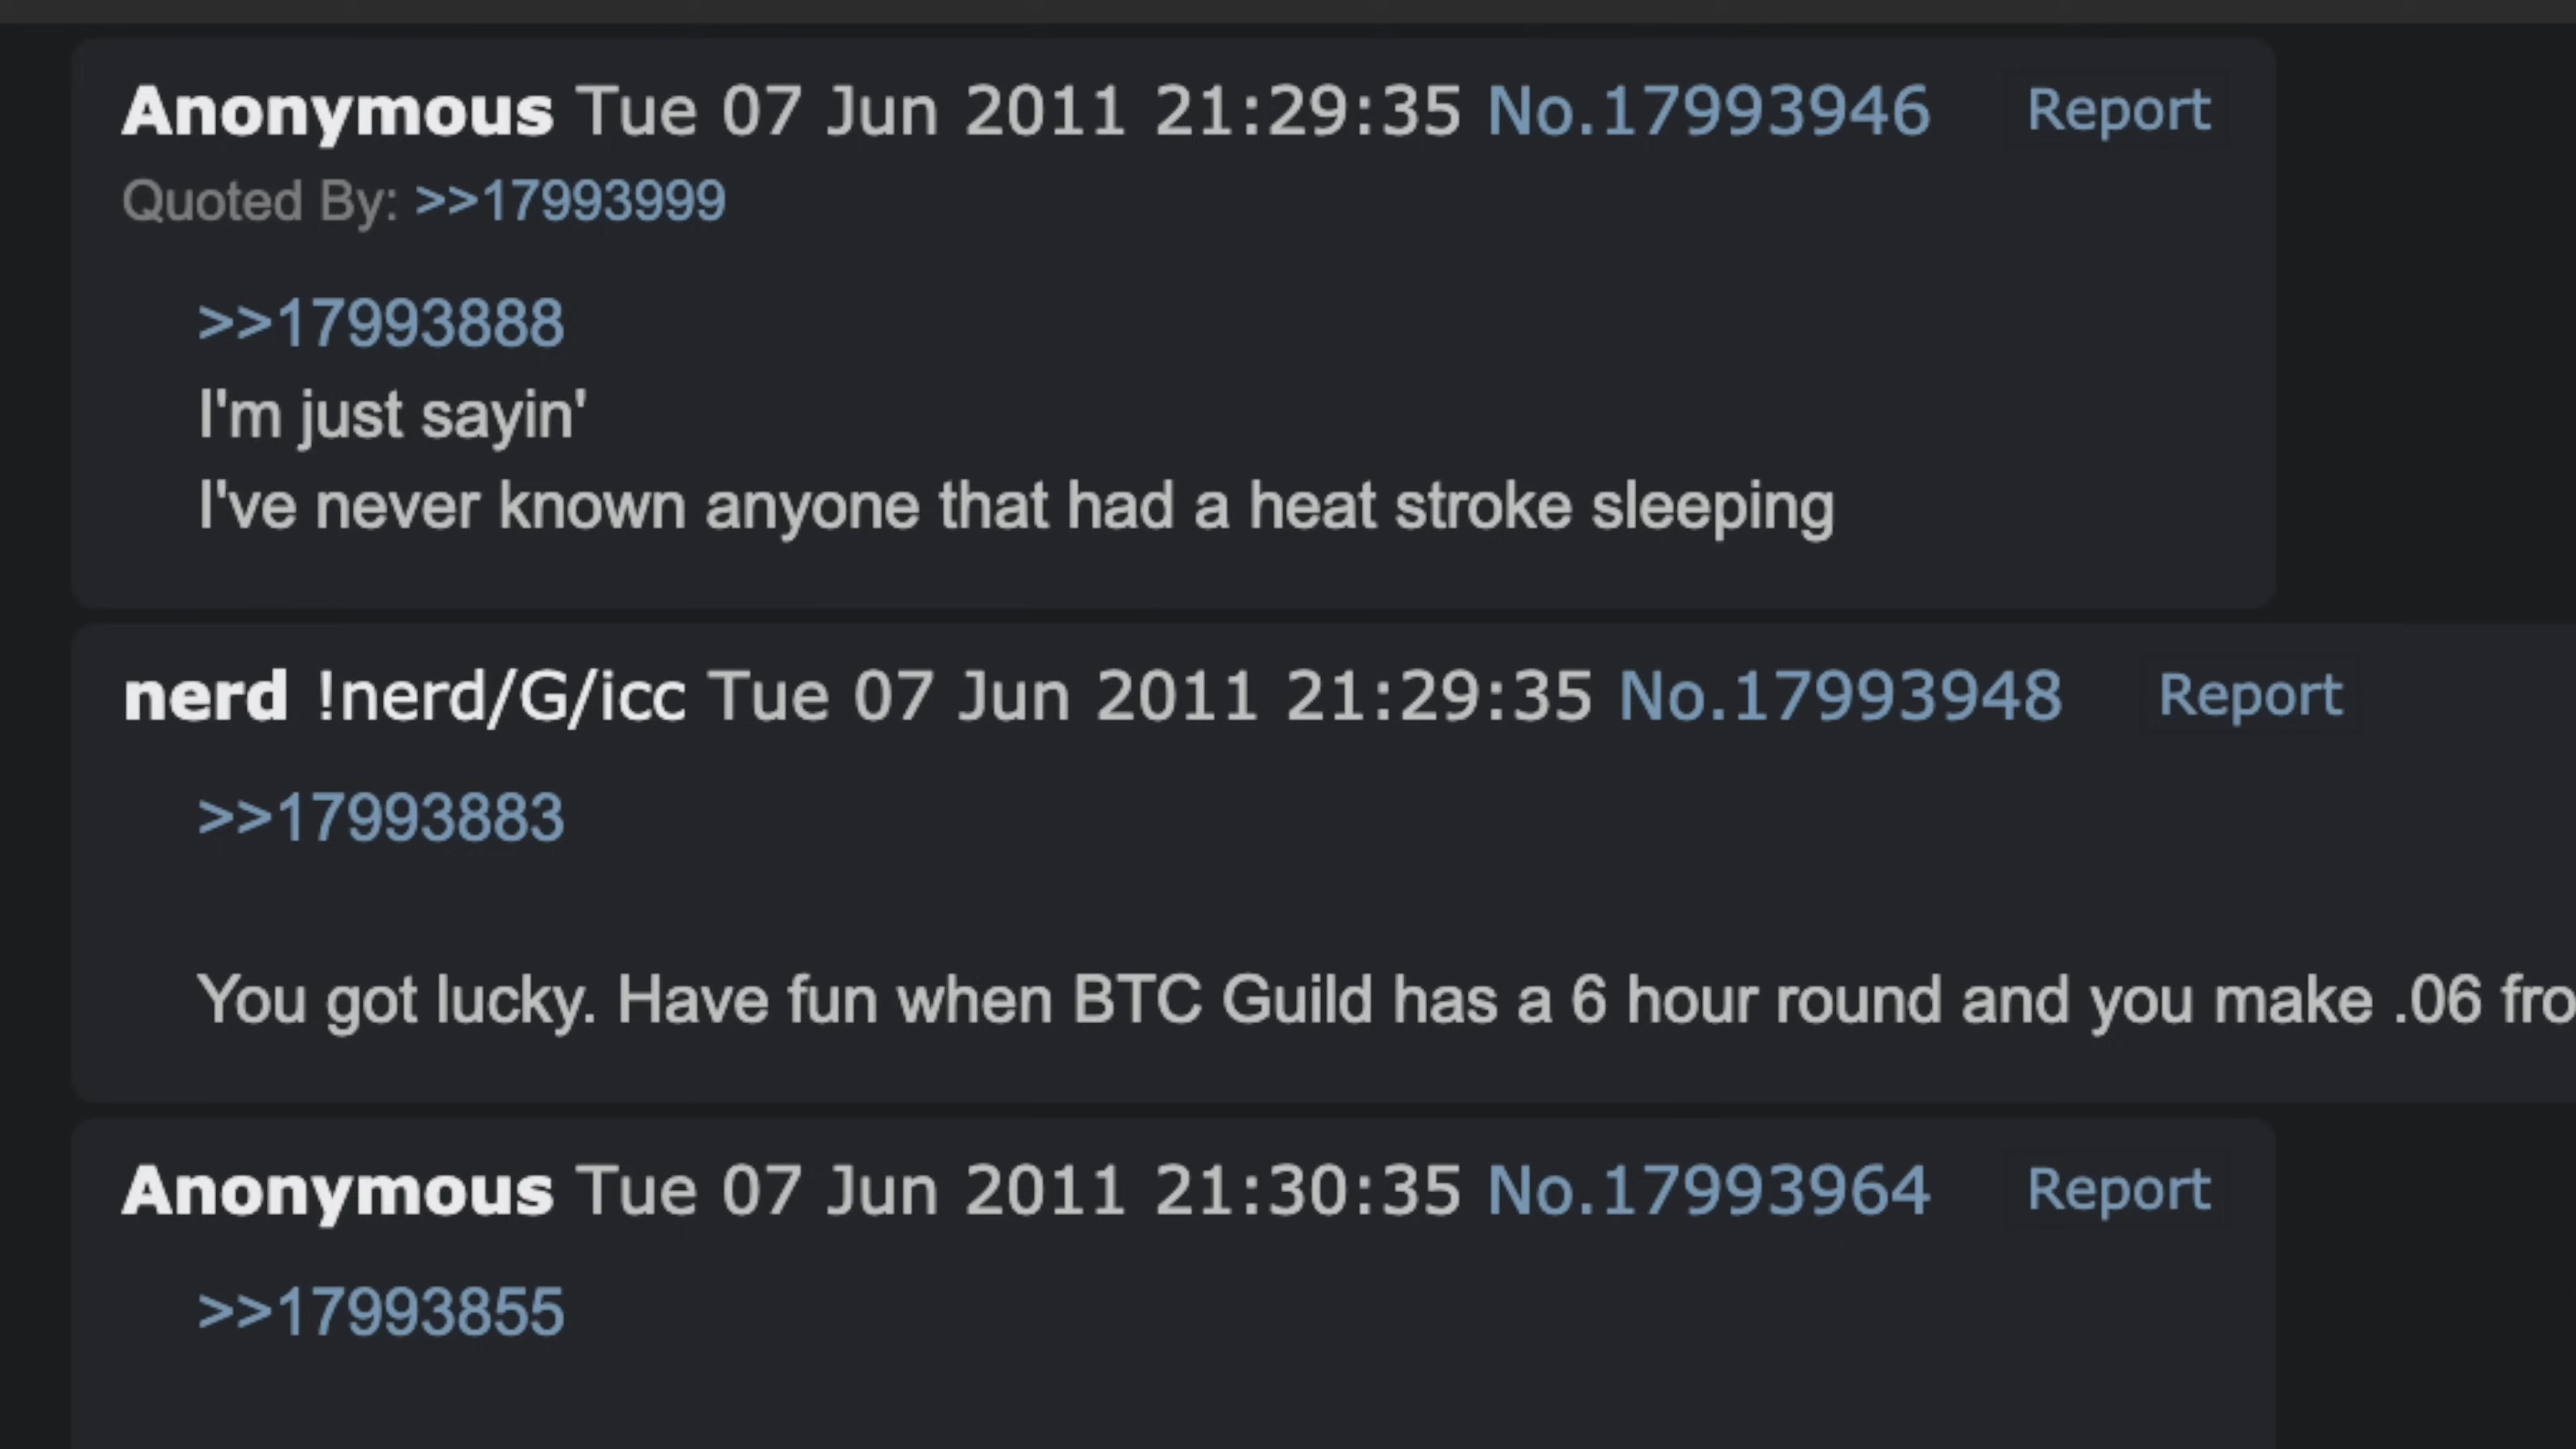 Anonymous Tue 07 Jun 2011 21:29:35 No.17993946 Report
Quoted By: >>17993999
>>17993888
I'm just sayin'
I've never known anyone that had a heat stroke sleeping
nerd !nerd/G/icc Tue 07 Jun 2011 21:29:35 No.17993948 Report
>>17993883
You got lucky. Have fun when BTC Guild has a 6 hour round and you make .06 fro
Anonymous Tue 07 Jun 2011 21:30:35 No.17993964 Report
>>17993855